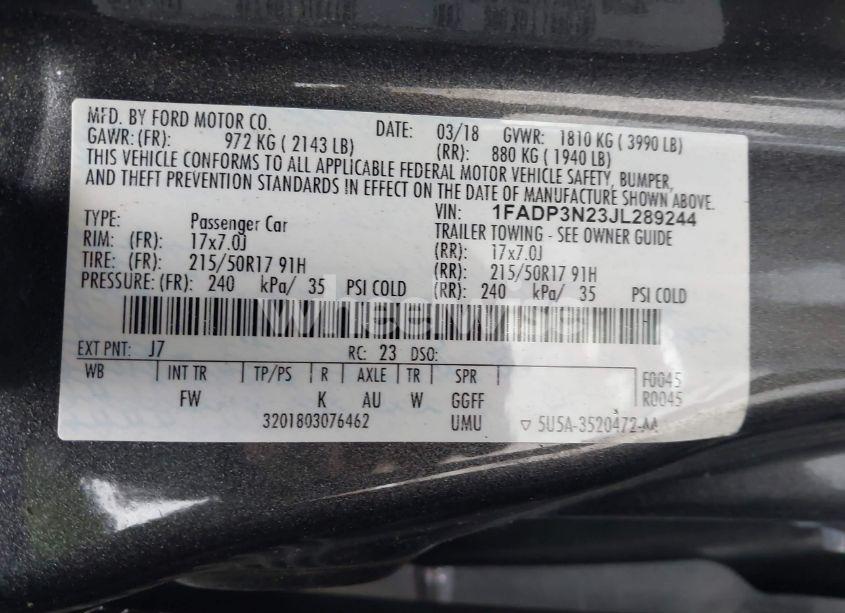 MFD. BY FORD MOTOR CO. DATE: 03/18 GVWR: 1810 KG ( 3990 LB)
GAWR: (FR): 972 KG ( 2143 LB) (RR): 880 KG ( 1940 LB)
THIS VEHICLE CONFORMS TO ALL APPLICABLE FEDERAL MOTOR VEHICLE SAFETY, BUMPER,
AND THEFT PREVENTION STANDARDS IN EFFECT ON THE DATE OF MANUFACTURE SHOWN ABOVE.
VIN: 1FADP3N23JL289244
TYPE: Passenger Car TRAILER TOWING - SEE OWNER GUIDE
RIM: (FR): 17x7.0J (RR): 17x7.0J
TIRE: (FR): 215/50R17 91H (RR): 215/50R17 91H
PRESSURE: (FR): 240 kPa/ 35 PSI COLD (RR): 240 kPa/ 35 PSI COLD
Wheelwise
EXT PNT: J7 RC: 23 DSO:
WB INT TR TP/PS R AXLE TR SPR F0045
FW K AU W GGFF R0045
3201803076462 UMU ▽ 5U5A-3520472-AA